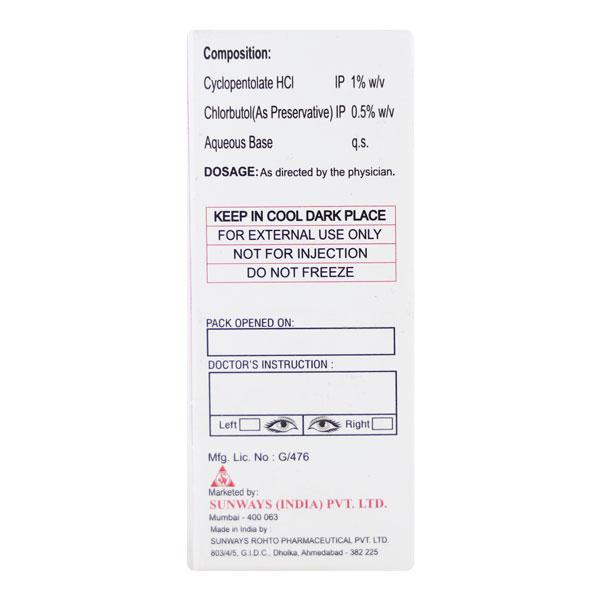 Composition:
Cyclopentolate HCl IP 1% w/v
Chlorbutol(As Preservative) IP 0.5% w/v
Aqueous Base q.s.
DOSAGE: As directed by the physician.
KEEP IN COOL DARK PLACE
FOR EXTERNAL USE ONLY
NOT FOR INJECTION
DO NOT FREEZE
PACK OPENED ON:
DOCTOR'S INSTRUCTION :
Left Right
Mfg. Lic. No : G/476
Marketed by:
SUNWAYS (INDIA) PVT. LTD.
Mumbai - 400 063
Made in India by :
SUNWAYS ROHTO PHARMACEUTICAL PVT. LTD.
803/4/5, G.I.D.C., Dholka, Ahmedabad - 382 225